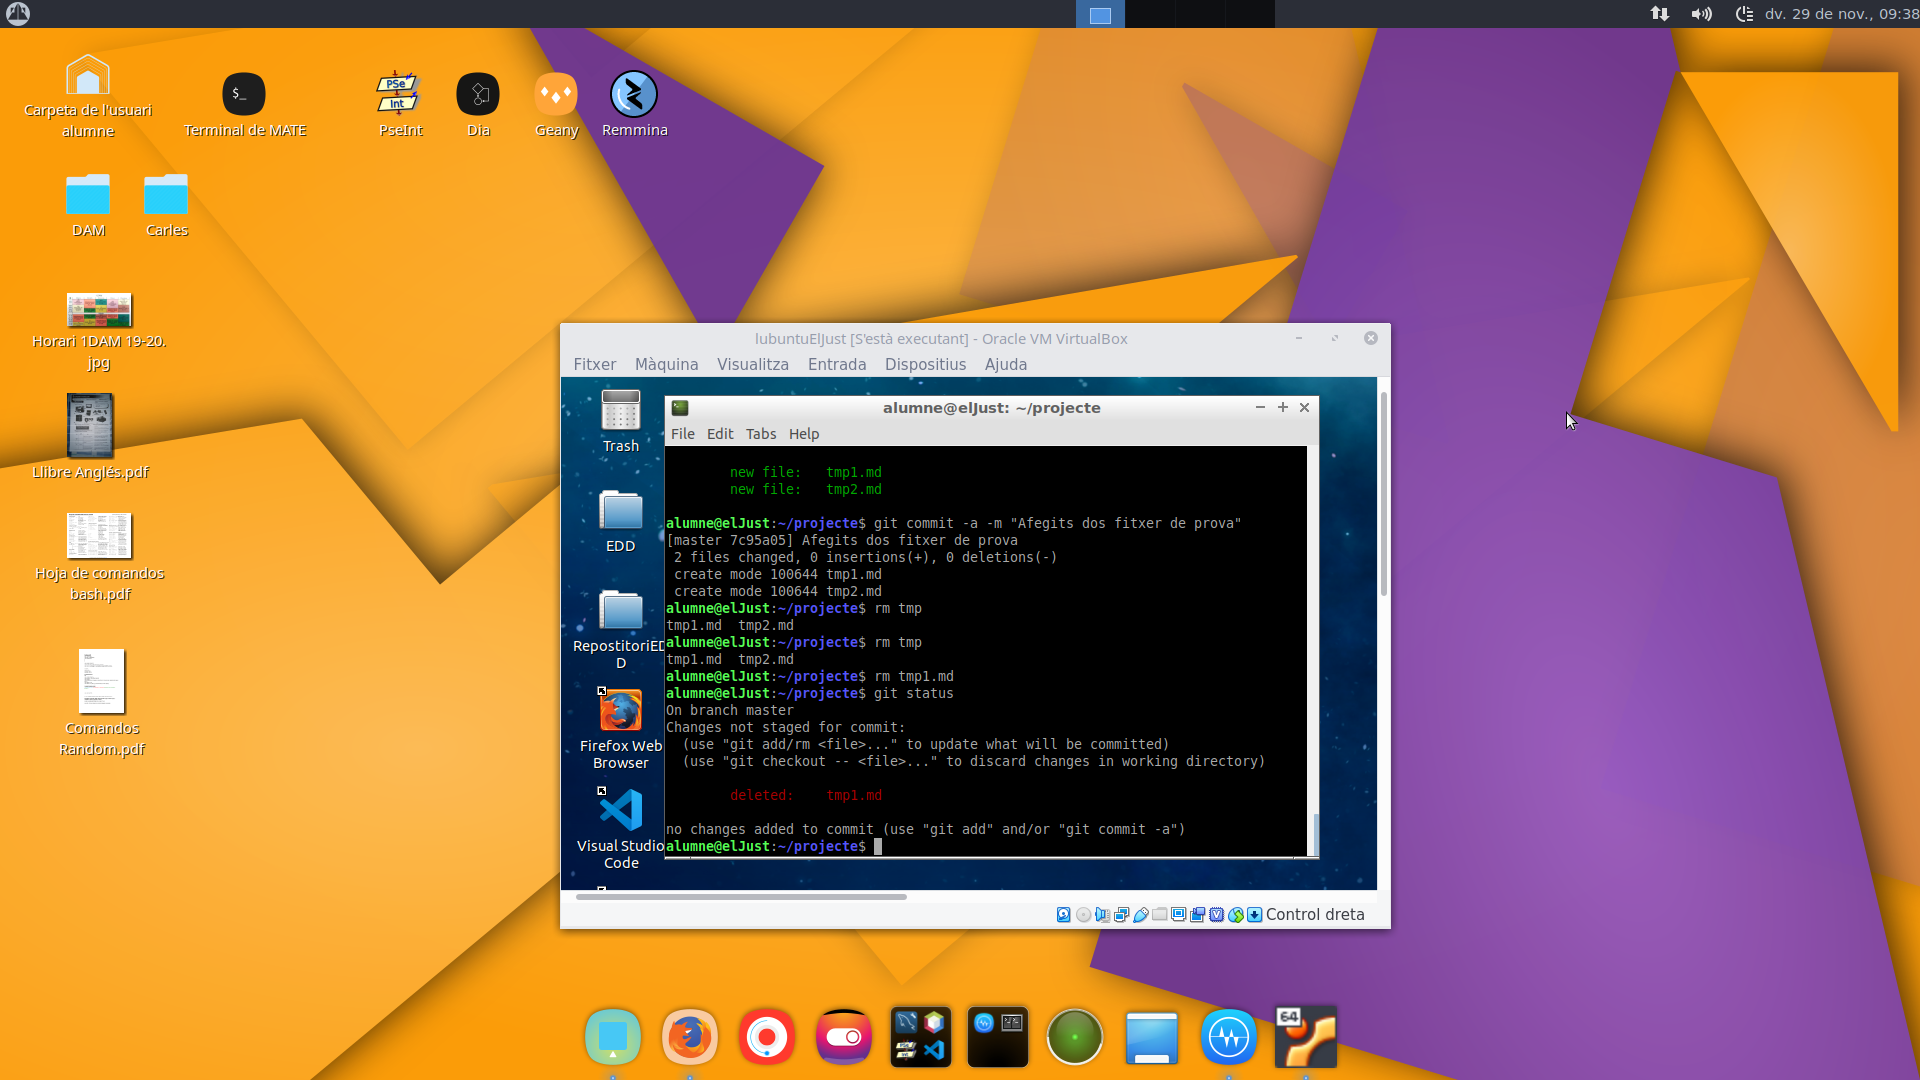 dv. 29 de nov., 09:38
Carpeta de l'usuari
alumne
$_
Terminal de MATE
PSe
Int
PseInt
Dia
Geany
Remmina
DAM
Carles
Horari 1DAM 19-20.
jpg
Llibre Anglés.pdf
Hoja de comandos
bash.pdf
Comandos
Random.pdf
lubuntuElJust [S'està executant] - Oracle VM VirtualBox
Fitxer Màquina Visualitza Entrada Dispositius Ajuda
Trash
EDD
RepostitoriED
D
Firefox Web
Browser
Visual Studio
Code
alumne@elJust: ~/projecte
File Edit Tabs Help
new file:   tmp1.md
new file:   tmp2.md
alumne@elJust:~/projecte$ git commit -a -m "Afegits dos fitxer de prova"
[master 7c95a05] Afegits dos fitxer de prova
2 files changed, 0 insertions(+), 0 deletions(-)
create mode 100644 tmp1.md
create mode 100644 tmp2.md
alumne@elJust:~/projecte$ rm tmp
tmp1.md  tmp2.md
alumne@elJust:~/projecte$ rm tmp
tmp1.md  tmp2.md
alumne@elJust:~/projecte$ rm tmp1.md
alumne@elJust:~/projecte$ git status
On branch master
Changes not staged for commit:
(use "git add/rm <file>..." to update what will be committed)
(use "git checkout -- <file>..." to discard changes in working directory)
deleted:    tmp1.md
no changes added to commit (use "git add" and/or "git commit -a")
alumne@elJust:~/projecte$
Control dreta
64